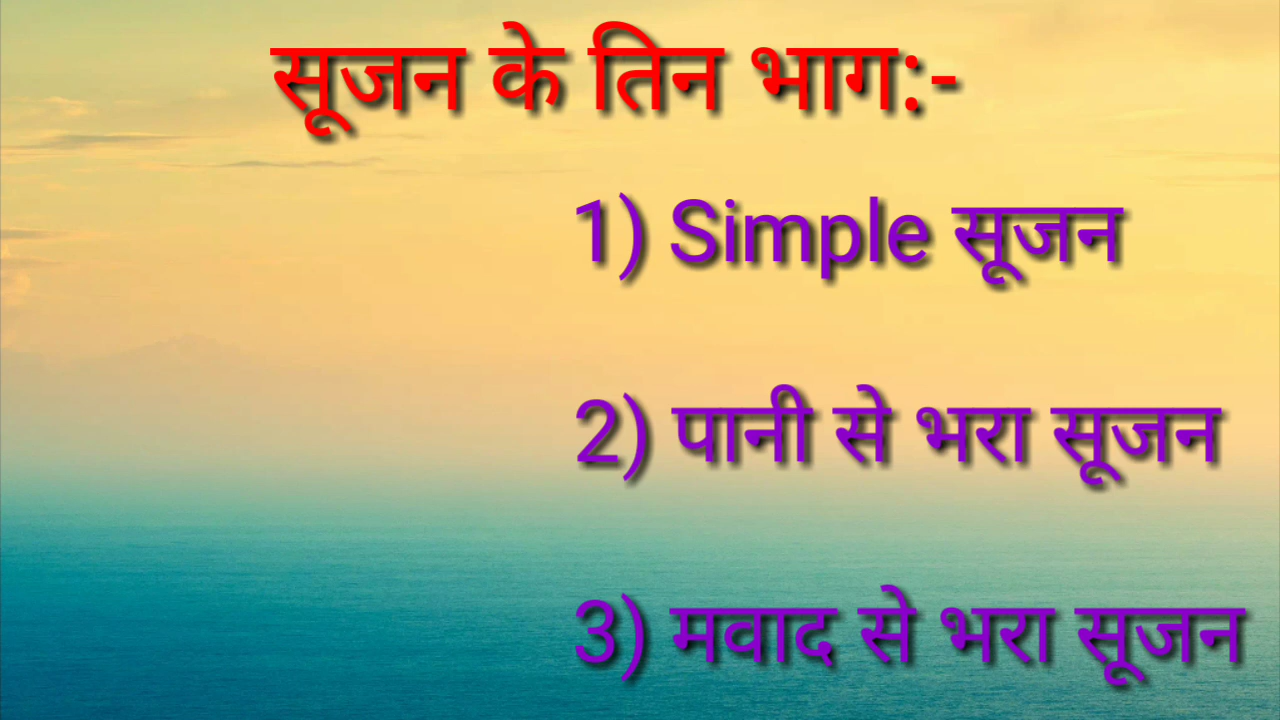 सूजन के तिन भाग:-
1) Simple सूजन
2) पानी से भरा सूजन
3) मवाद से भरा सूजन